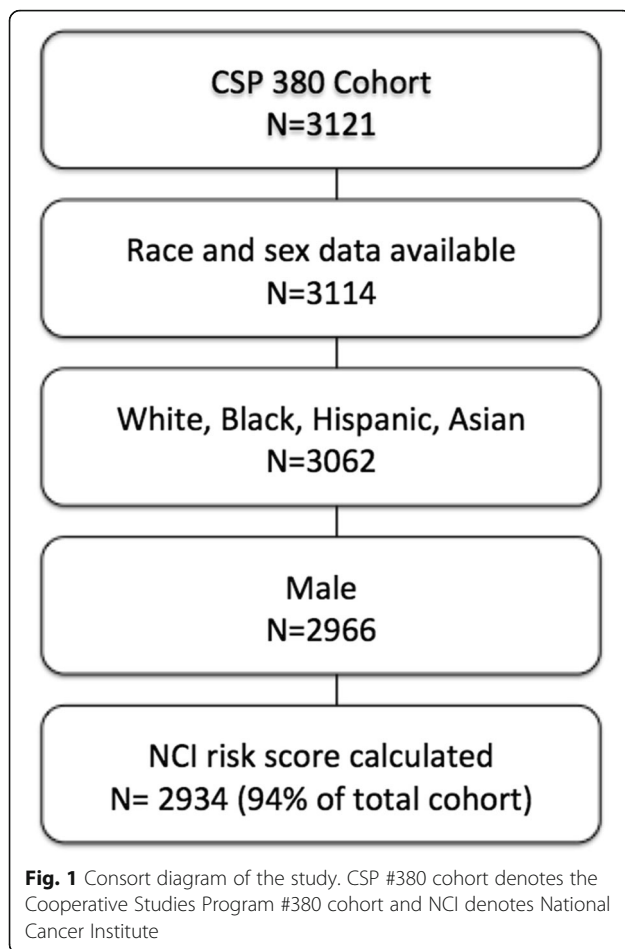 CSP 380 Cohort
N=3121
Race and sex data available
N=3114
White, Black, Hispanic, Asian
N=3062
Male
N=2966
NCI risk score calculated
N= 2934 (94% of total cohort)
Fig. 1 Consort diagram of the study. CSP #380 cohort denotes the
Cooperative Studies Program #380 cohort and NCI denotes National
Cancer Institute